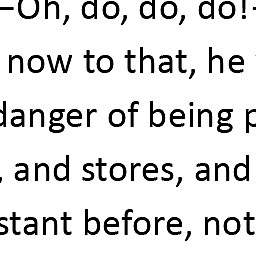 –Oh, do, do, do!-
now to that, he
danger of being
, and stores, and
stant before, not